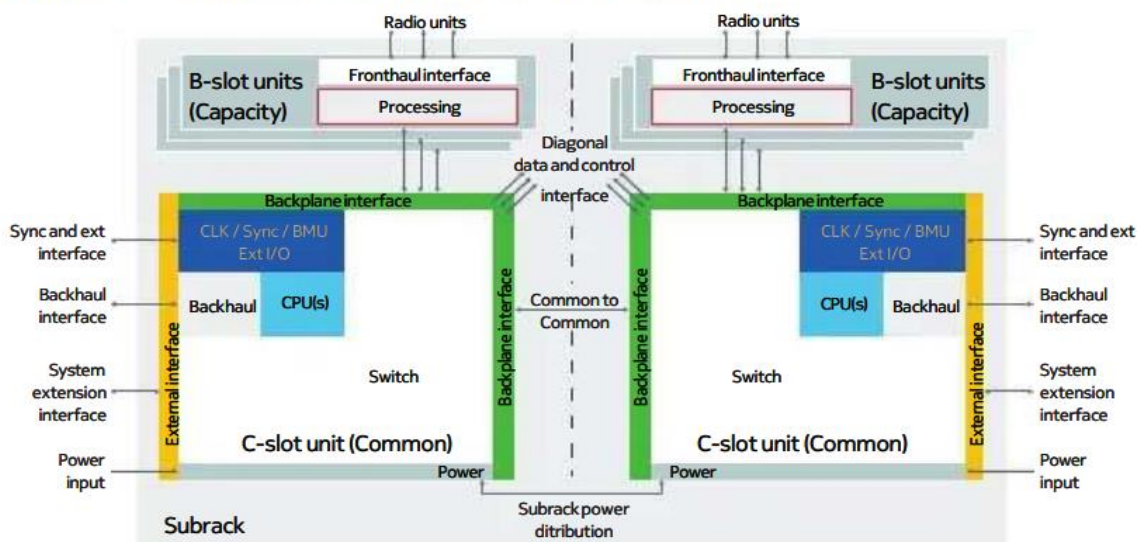 Radio units
Radio units
B-slot units
(Capacity)
Fronthaul interface
Processing
Fronthaul interface
Processing
B-slot units
(Capacity)
Diagonal
data and control
interface
Backplane interface
Backplane interface
Sync and ext
interface
CLK / Sync / BMU
Ext I/O
CLK / Sync / BMU
Ext I/O
Sync and ext
interface
Backhaul
interface
Backhaul
CPU(s)
Common to
Common
CPU(s)
Backhaul
Backhaul
interface
External interface
Backplane interface
Backplane interface
External interface
System
extension
interface
Switch
Switch
System
extension
interface
C-slot unit (Common)
C-slot unit (Common)
Power
input
Power
Power
Power
input
Subrack power
ditribution
Subrack